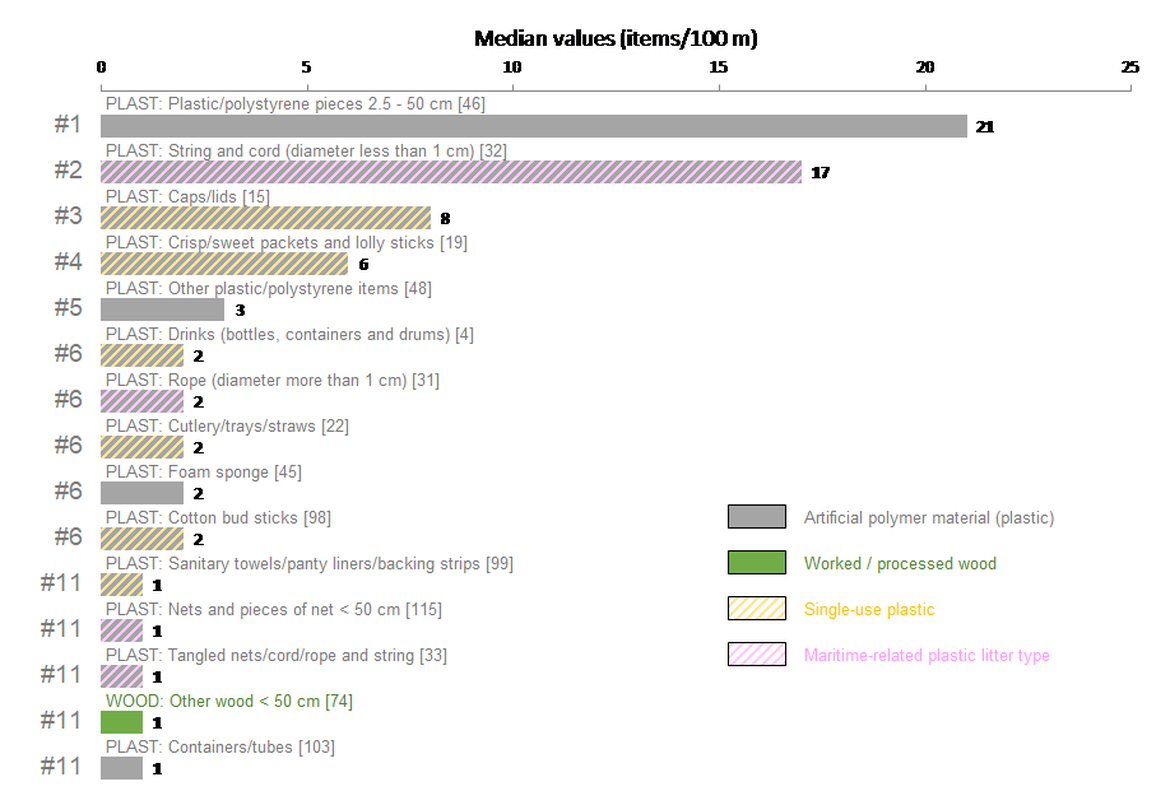 Median values (items/100 m)
0 5 10 15 20 25
PLAST: Plastic/polystyrene pieces 2.5 - 50 cm [46]
#1 21
PLAST: String and cord (diameter less than 1 cm) [32]
#2 17
PLAST: Caps/lids [15]
#3 8
PLAST: Crisp/sweet packets and lolly sticks [19]
#4 6
PLAST: Other plastic/polystyrene items [48]
#5 3
PLAST: Drinks (bottles, containers and drums) [4]
#6 2
PLAST: Rope (diameter more than 1 cm) [31]
#6 2
PLAST: Cutlery/trays/straws [22]
#6 2
PLAST: Foam sponge [45]
#6 2
PLAST: Cotton bud sticks [98]
#6 2
PLAST: Sanitary towels/panty liners/backing strips [99]
#11 1
PLAST: Nets and pieces of net < 50 cm [115]
#11 1
PLAST: Tangled nets/cord/rope and string [33]
#11 1
WOOD: Other wood < 50 cm [74]
#11 1
PLAST: Containers/tubes [103]
#11 1
Artificial polymer material (plastic)
Worked / processed wood
Single-use plastic
Maritime-related plastic litter type